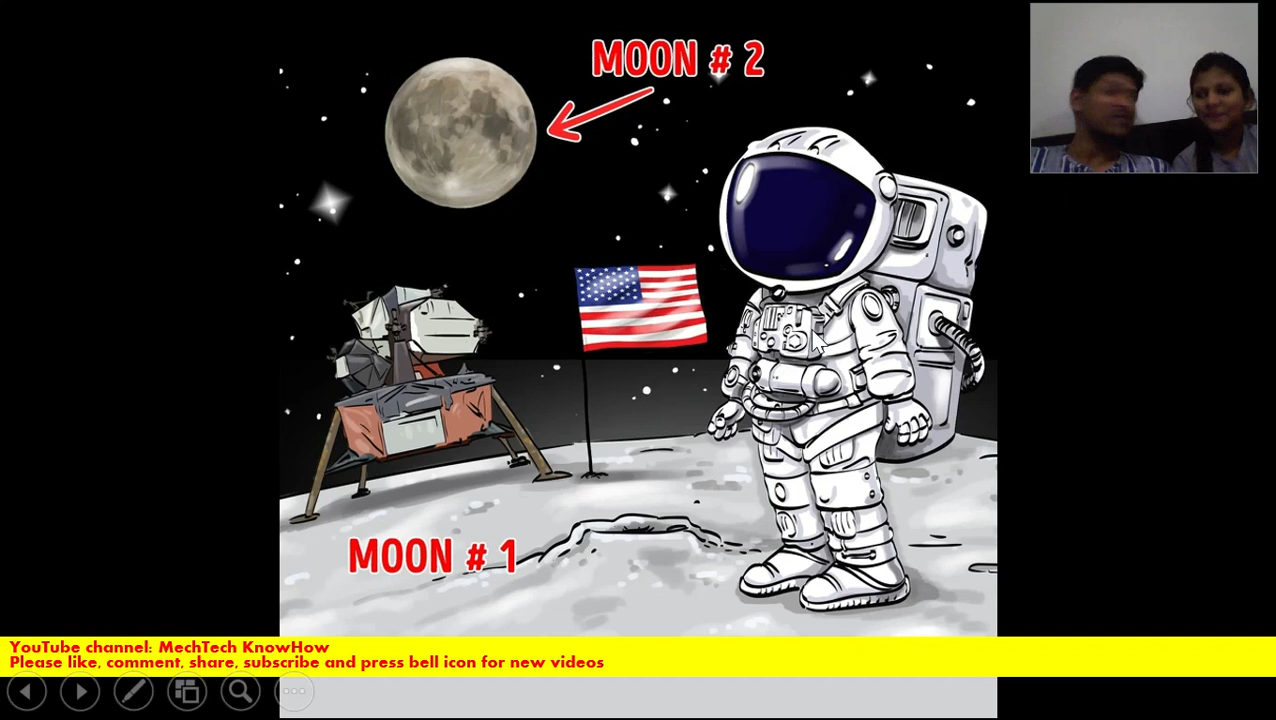 MOON # 2
MOON # 1
YouTube channel: MechTech KnowHow
Please like, comment, share, subscribe and press bell icon for new videos